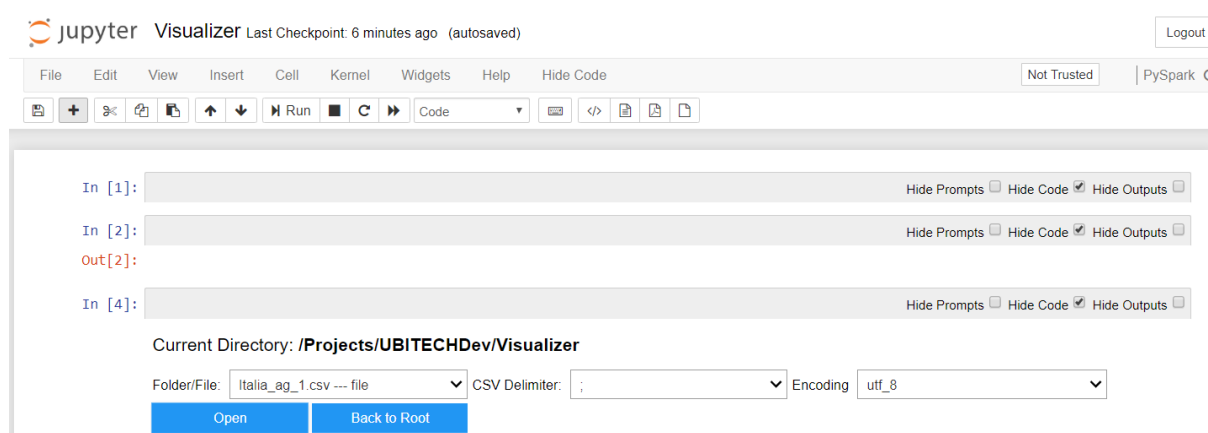 jupyter Visualizer Last Checkpoint: 6 minutes ago (autosaved) Logout
File Edit View Insert Cell Kernel Widgets Help Hide Code Not Trusted PySpark
Run Code
In [1]: Hide Prompts Hide Code Hide Outputs
In [2]: Hide Prompts Hide Code Hide Outputs
Out[2]:
In [4]: Hide Prompts Hide Code Hide Outputs
Current Directory: /Projects/UBITECHDev/Visualizer
Folder/File: Italia_ag_1.csv --- file CSV Delimiter: ; Encoding utf_8
Open Back to Root